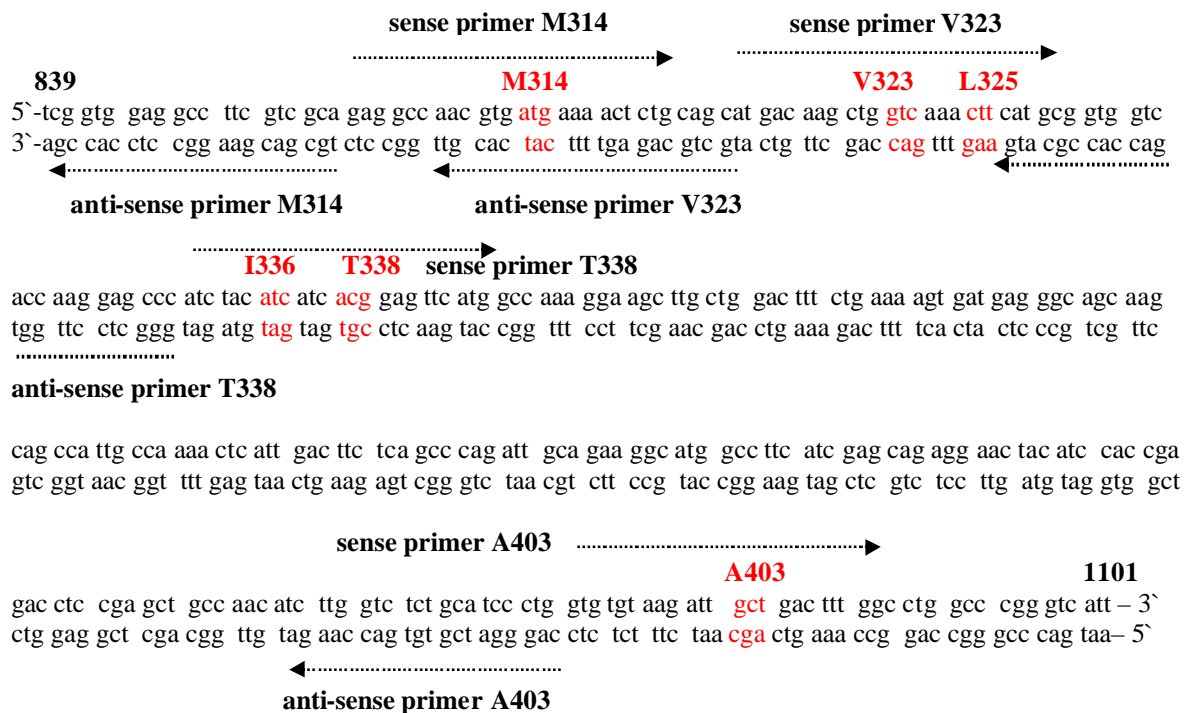 sense primer M314 sense primer V323
839 M314 V323 L325
5`-tcg gtg gag gcc ttc gtc gca gag gcc aac gtg atg aaa act ctg cag cat gac aag ctg gtc aaa ctt cat gcg gtg gtc
3`-agc cac ctc cgg aag cag cgt ctc cgg ttg cac tac ttt tga gac gtc gta ctg ttc gac cag ttt gaa gta cgc cac cag
anti-sense primer M314 anti-sense primer V323
I336 T338 sense primer T338
acc aag gag ccc atc tac atc atc acg gag ttc atg gcc aaa gga agc ttg ctg gac ttt ctg aaa agt gat gag ggc agc aag
tgg ttc ctc ggg tag atg tag tag tgc ctc aag tac cgg ttt cct tcg aac gac ctg aaa gac ttt tca cta ctc ccg tcg ttc
anti-sense primer T338
cag cca ttg cca aaa ctc att gac ttc tca gcc cag att gca gaa ggc atg gcc ttc atc gag cag agg aac tac atc cac cga
gtc ggt aac ggt ttt gag taa ctg aag agt cgg gtc taa cgt ctt ccg tac cgg aag tag ctc gtc tcc ttg atg tag gtg gct
sense primer A403
A403 1101
gac ctc cga gct gcc aac atc ttg gtc tct gca tcc ctg gtg tgt aag att gct gac ttt ggc ctg gcc cgg gtc att – 3`
ctg gag gct cga cgg ttg tag aac cag tgt gct agg gac ctc tct ttc taa cga ctg aaa ccg gac cgg gcc cag taa– 5`
anti-sense primer A403